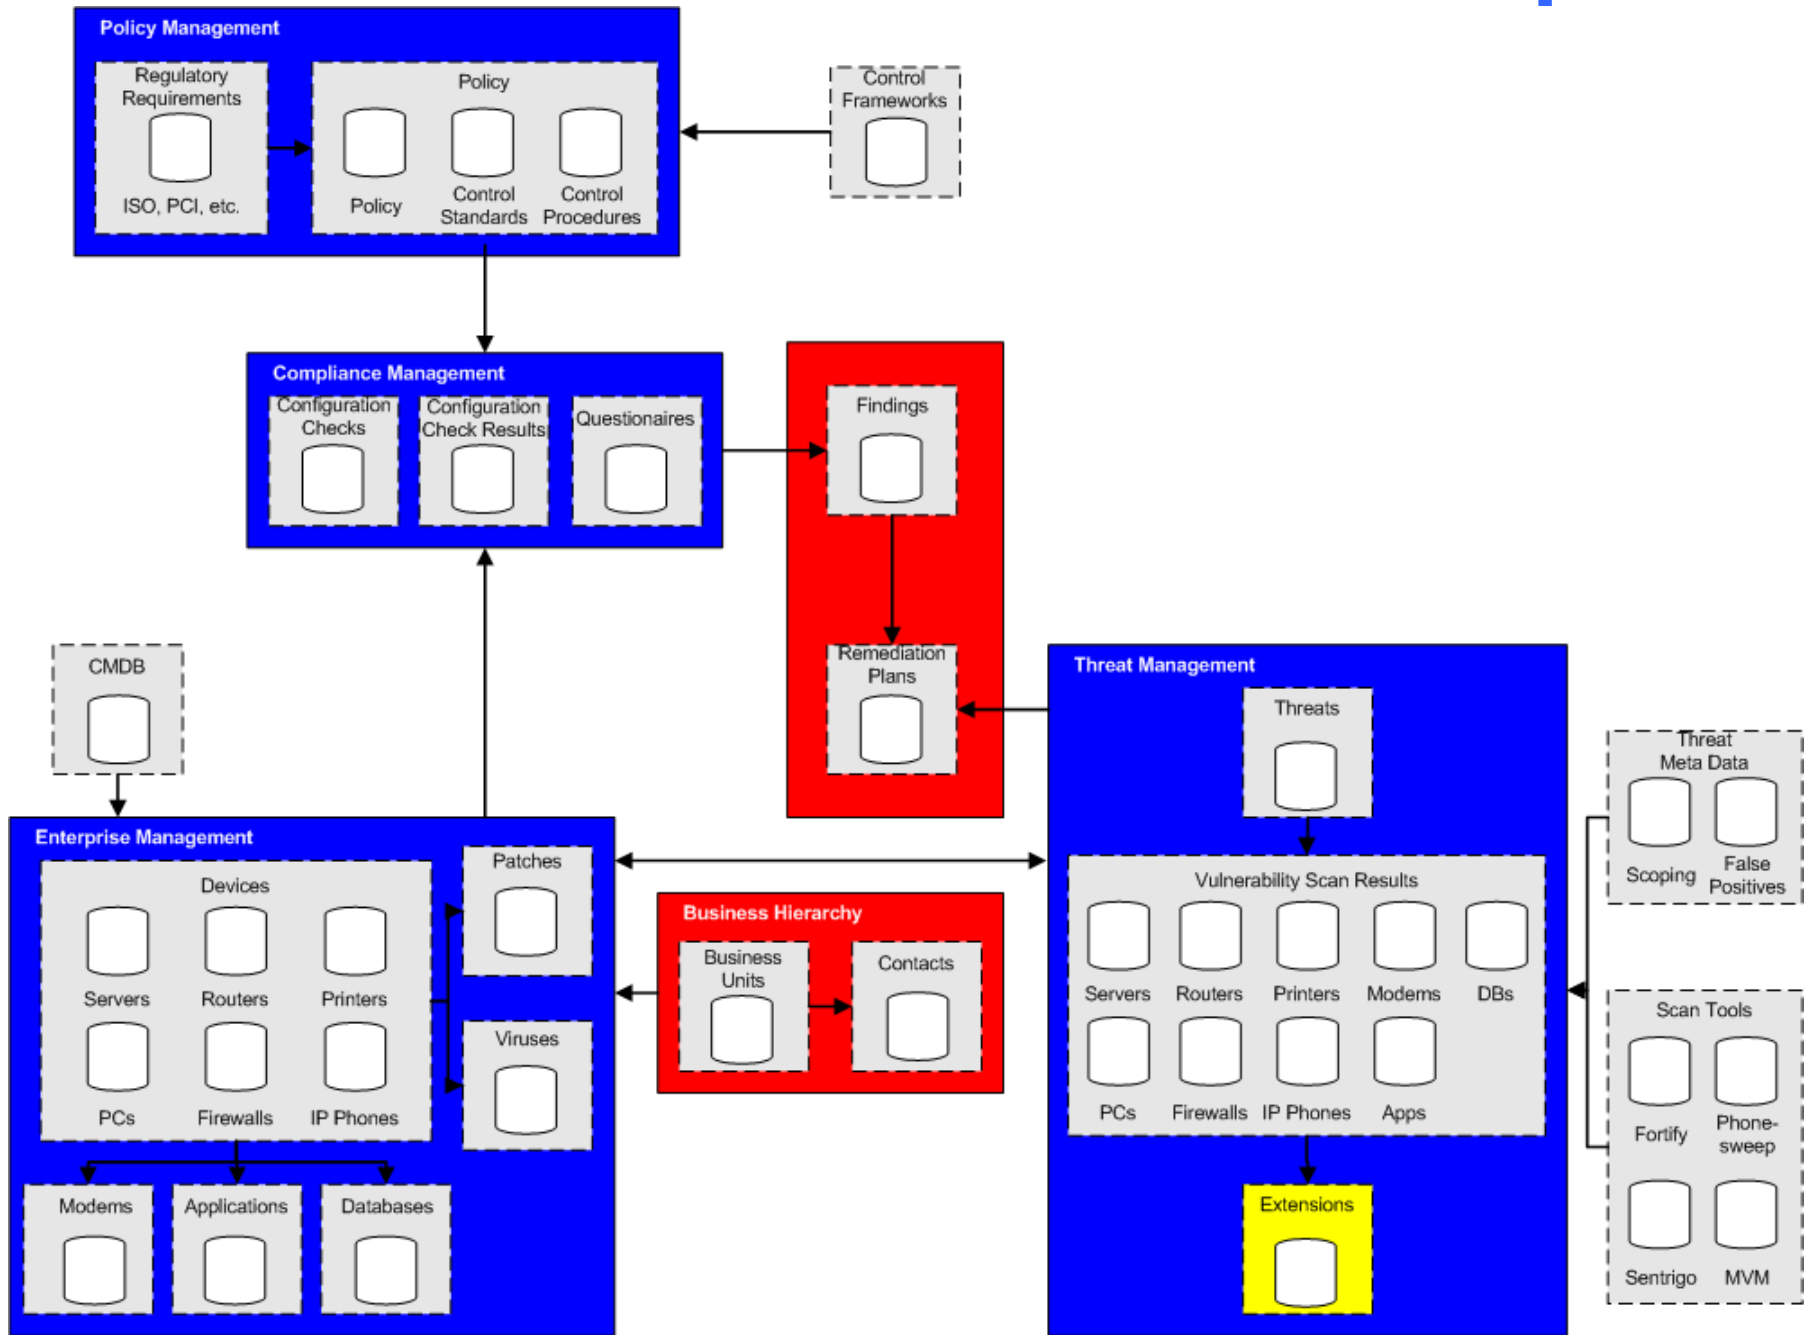 Policy Management
Regulatory
Requirements
ISO, PCI, etc.
Policy
Policy
Control
Standards
Control
Procedures
Control
Frameworks
Compliance Management
Configuration
Checks
Configuration
Check Results
Questionaires
Findings
Remediation
Plans
CMDB
Enterprise Management
Devices
Servers
Routers
Printers
PCs
Firewalls
IP Phones
Patches
Viruses
Modems
Applications
Databases
Business Hierarchy
Business
Units
Contacts
Threat Management
Threats
Vulnerability Scan Results
Servers
Routers
Printers
Modems
DBs
PCs
Firewalls
IP Phones
Apps
Extensions
Threat
Meta Data
Scoping
False
Positives
Scan Tools
Fortify
Phone-
sweep
Sentrigo
MVM